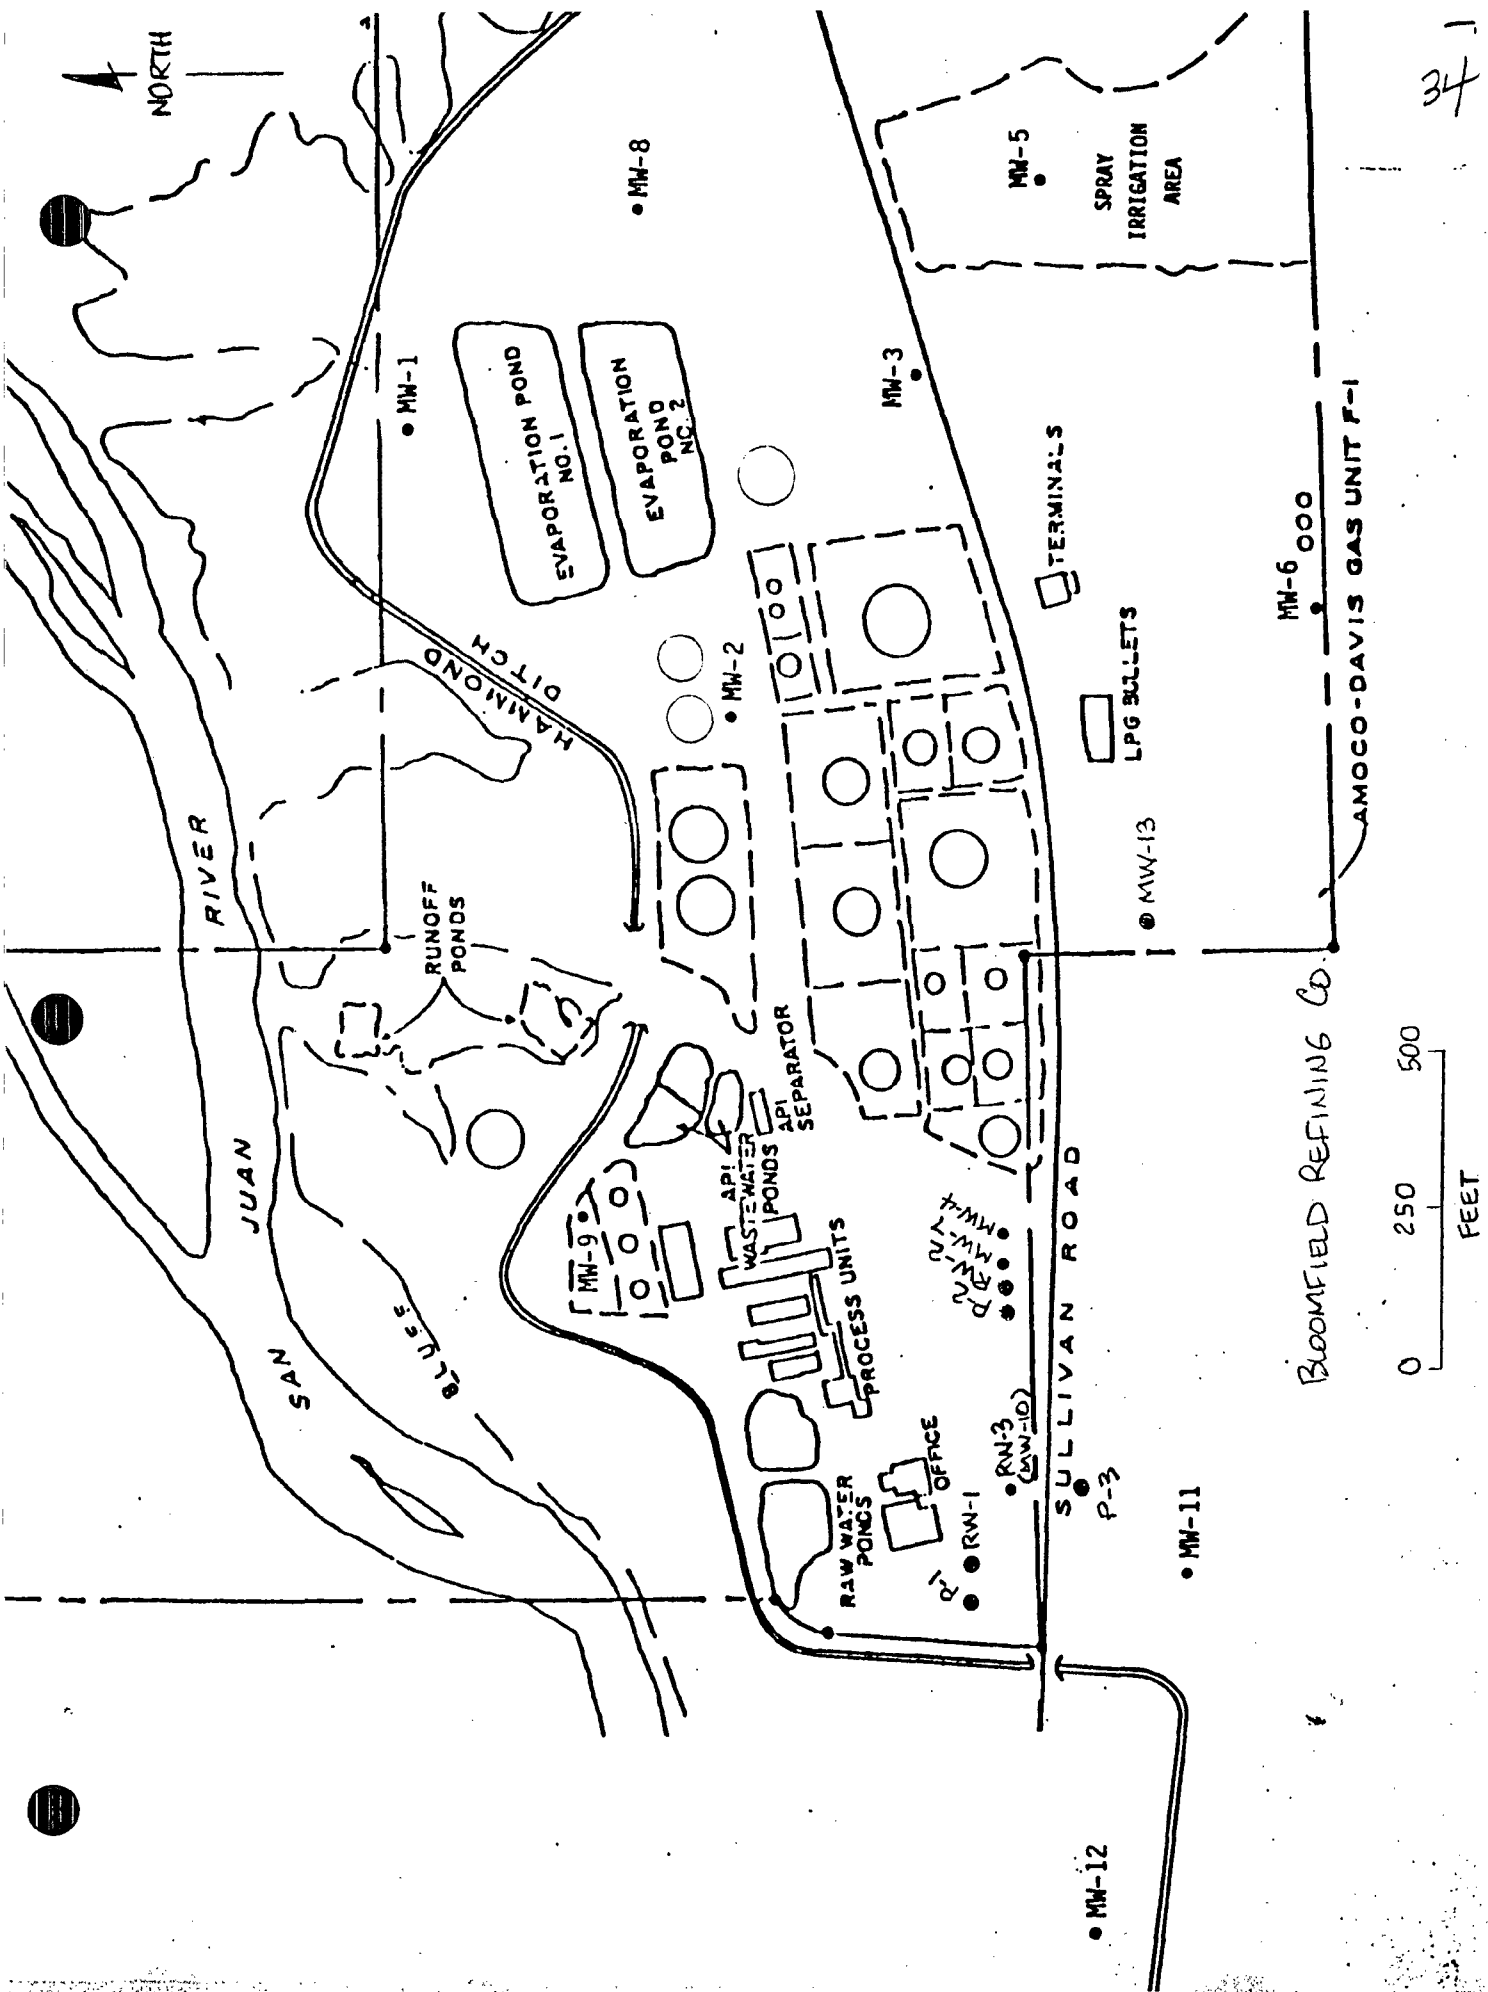 NORTH
34
1
MW-8
MW-5
SPRAY
IRRIGATION
AREA
MW-1
EVAPORATION POND
NO. 1
EVAPORATION
POND
NO. 2
MW-3
TERMINALS
MW-6
AMOCO-DAVIS GAS UNIT F-1
HAMMOND
DITCH
MW-2
LPG BULLETS
MW-13
RIVER
RUNOFF
PONDS
JUAN
SAN
BLUFF
API
SEPARATOR
API
WASTEWATER
PONDS
MW-9
PROCESS UNITS
MW-4
MW-7
RW-2
P-2
SULLIVAN ROAD
RW-3
(MW-10)
P-3
OFFICE
RAW WATER
PONDS
P-1
RW-1
MW-11
MW-12
BLOOMFIELD REFINING CO.
0 250 500
FEET